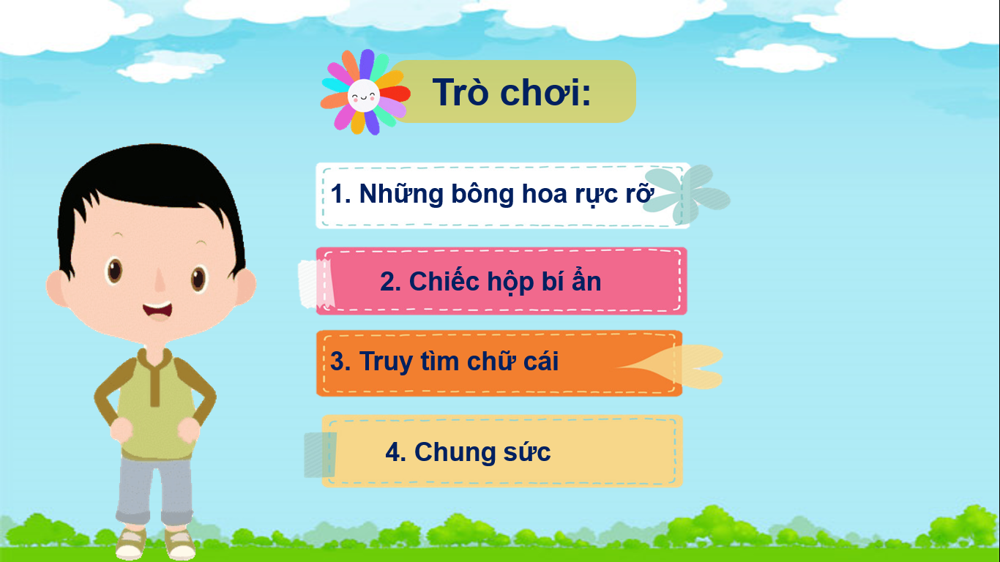 Trò chơi:
1. Những bông hoa rực rỡ
2. Chiếc hộp bí ẩn
3. Truy tìm chữ cái
4. Chung sức